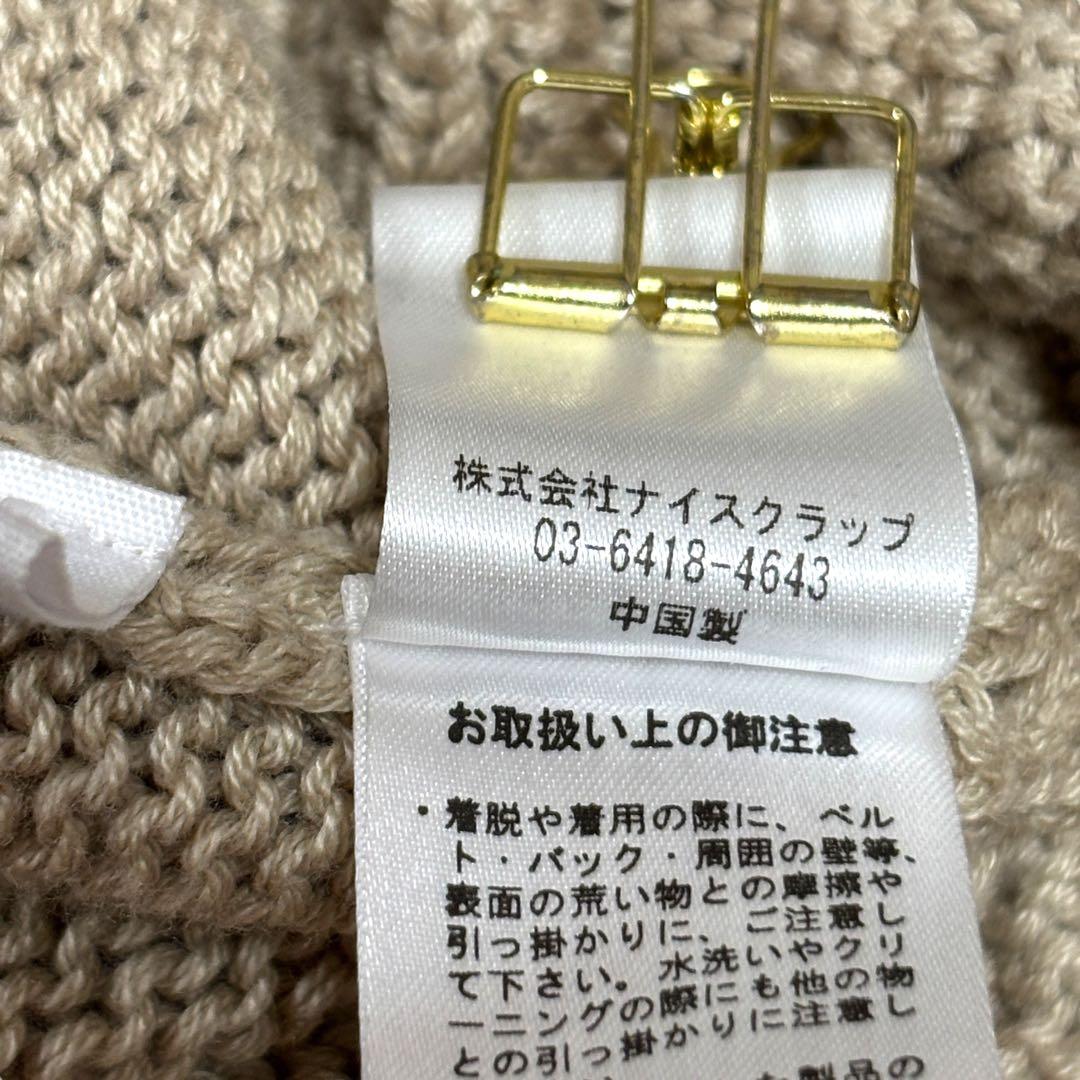 株式会社ナイスクラップ
03-6418-4643
中国製
お取扱い上の御注意
・着脱や着用の際に、ベル
ト・バック・周囲の壁等、
表面の荒い物との摩擦や
引っ掛かりに、ご注意し
て下さい。水洗いやクリ
ーニングの際にも他の物
との引っ掛かりに注意し
製品の